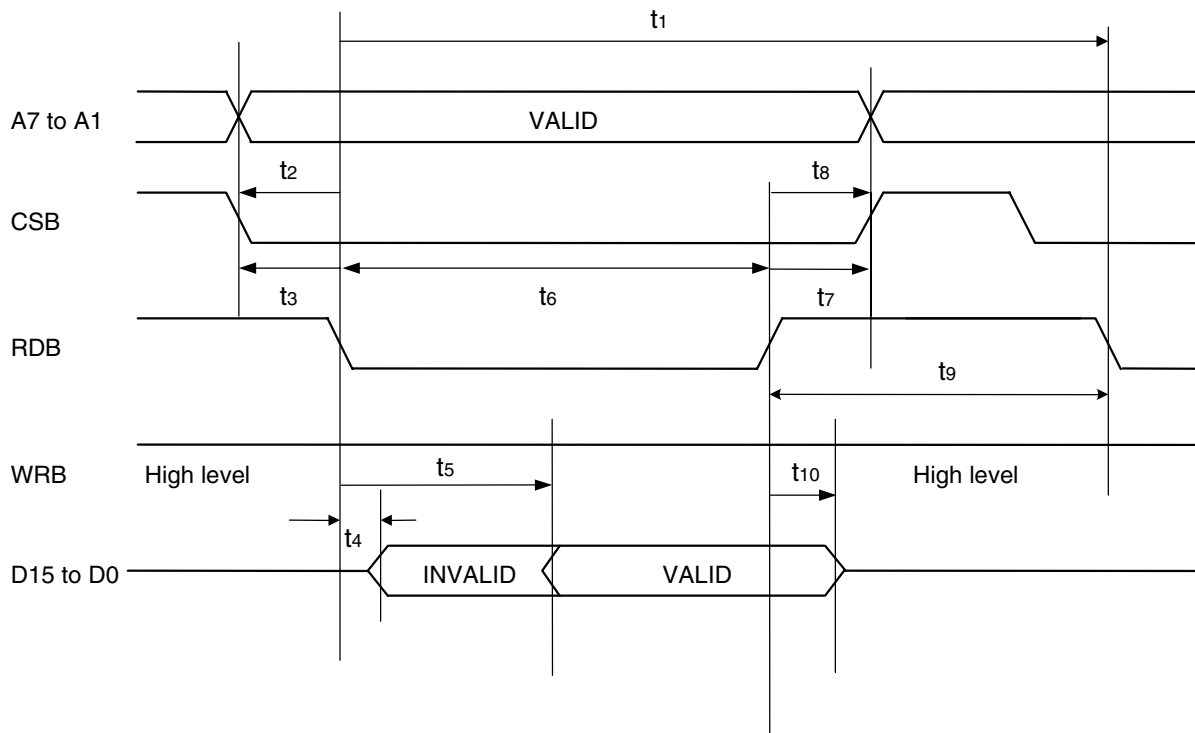 t1
A7 to A1
VALID
t2
t8
CSB
t3
t6
t7
RDB
t9
WRB
High level
t5
t10
High level
t4
D15 to D0
INVALID
VALID